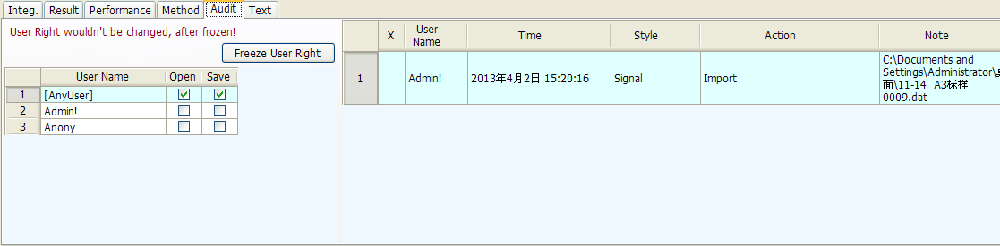 Integ. Result Performance Method Audit Text
User Right wouldn't be changed, after frozen!
Freeze User Right
User Name Open Save
1 [AnyUser]
2 Admin!
3 Anony
X User Name Time Style Action Note
1 Admin! 2013年4月2日 15:20:16 Signal Import
C:\Documents and
Settings\Administrator\
面\11-14 A3标样
0009.dat